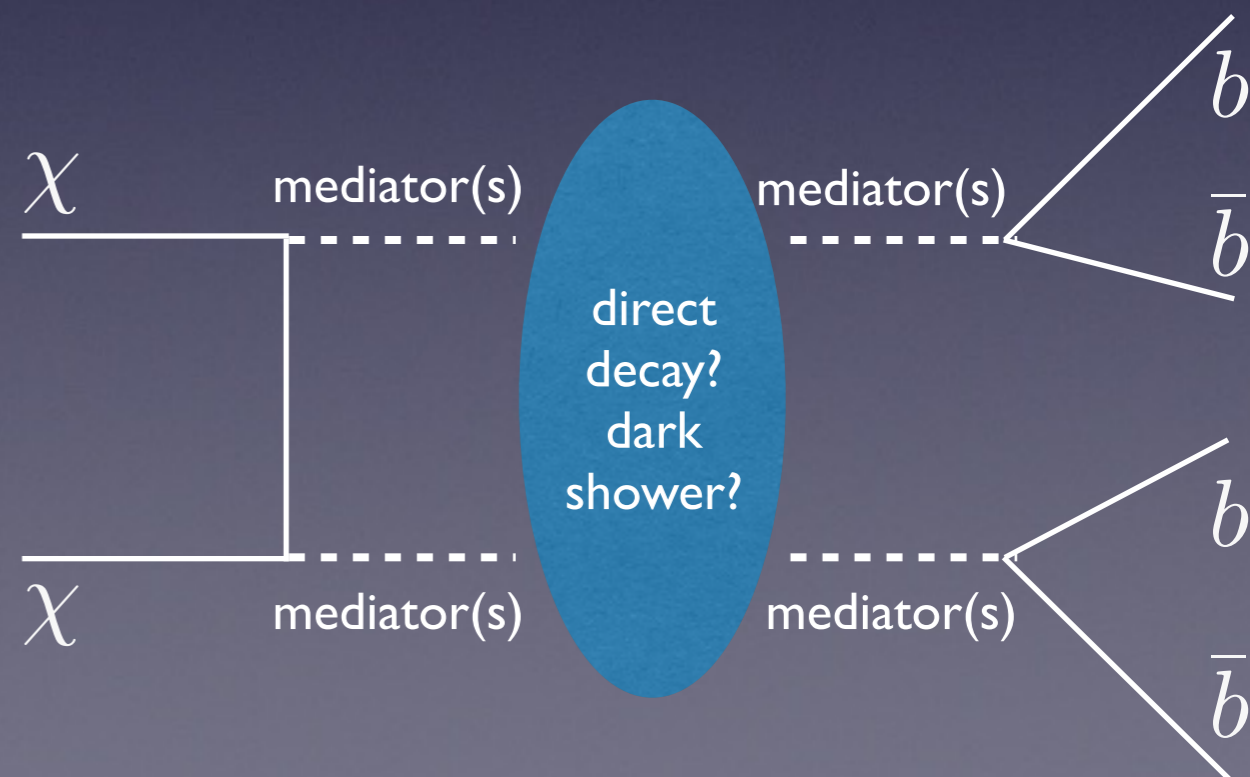 χ
mediator(s)
mediator(s)
b
b̅
direct
decay?
dark
shower?
χ
mediator(s)
mediator(s)
b
b̅